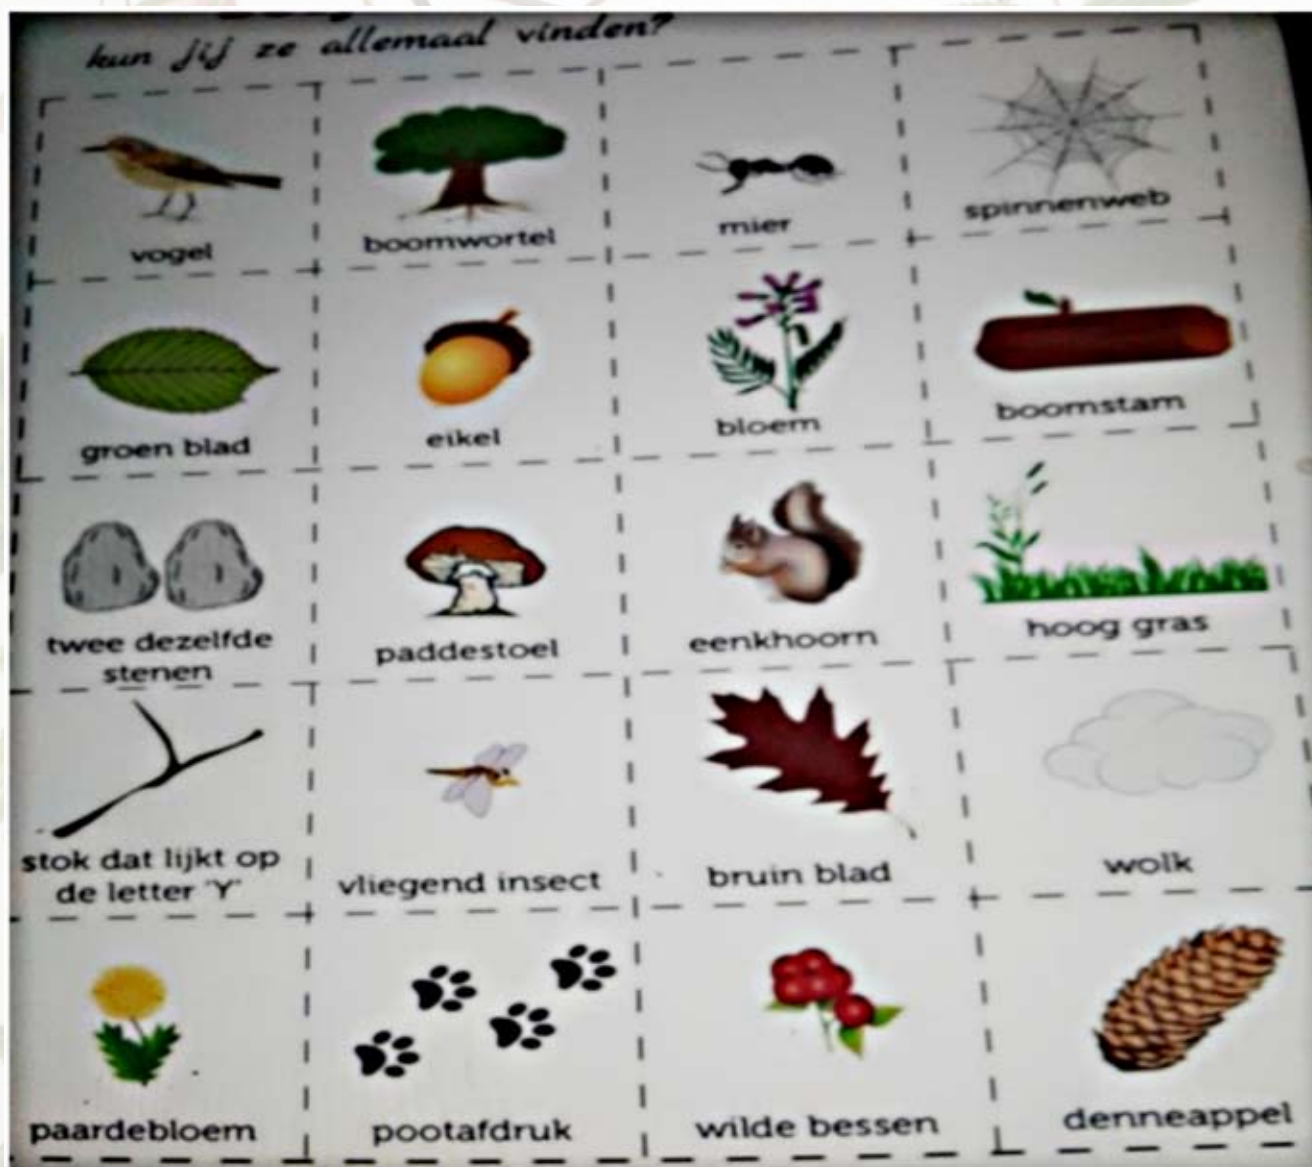 kun jij ze allemaal vinden?
vogel
boomwortel
mier
spinnenweb
groen blad
eikel
bloem
boomstam
twee dezelfde
stenen
paddestoel
eenkhoorn
hoog gras
stok dat lijkt op
de letter 'Y'
vliegend insect
bruin blad
wolk
paardebloem
pootafdruk
wilde bessen
denneappel